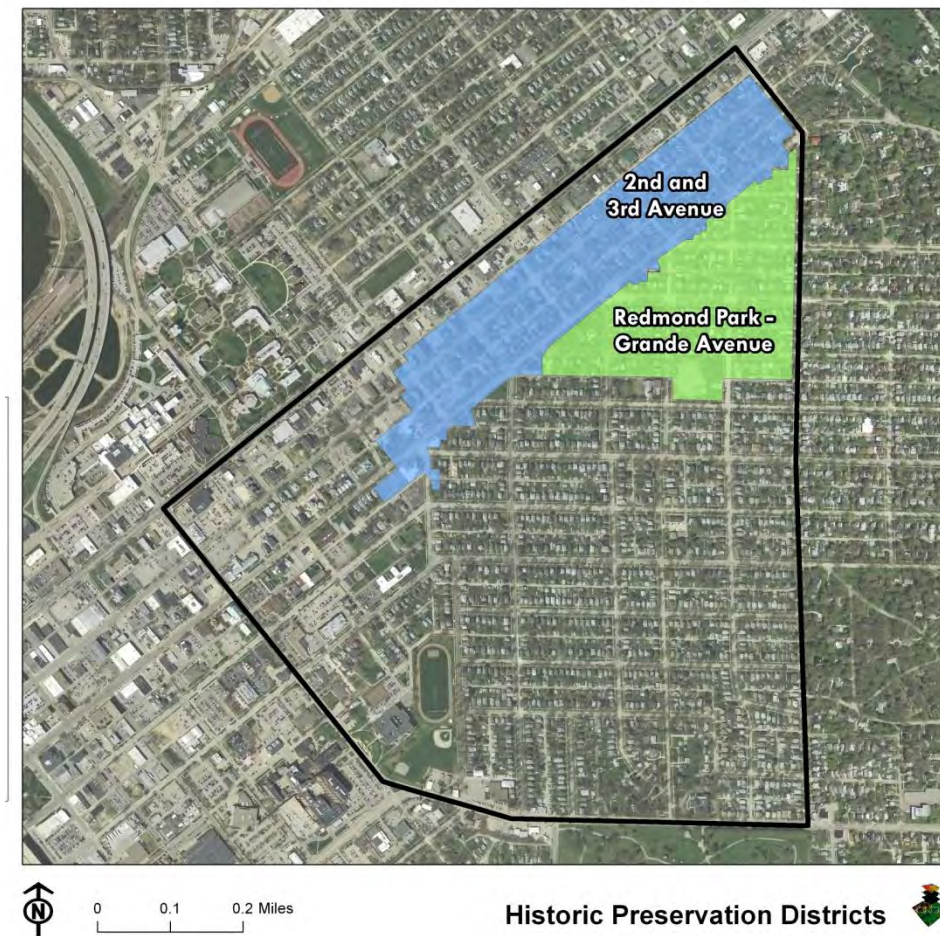 2nd and
3rd Avenue
Redmond Park -
Grande Avenue
N
0 0.1 0.2 Miles
Historic Preservation Districts